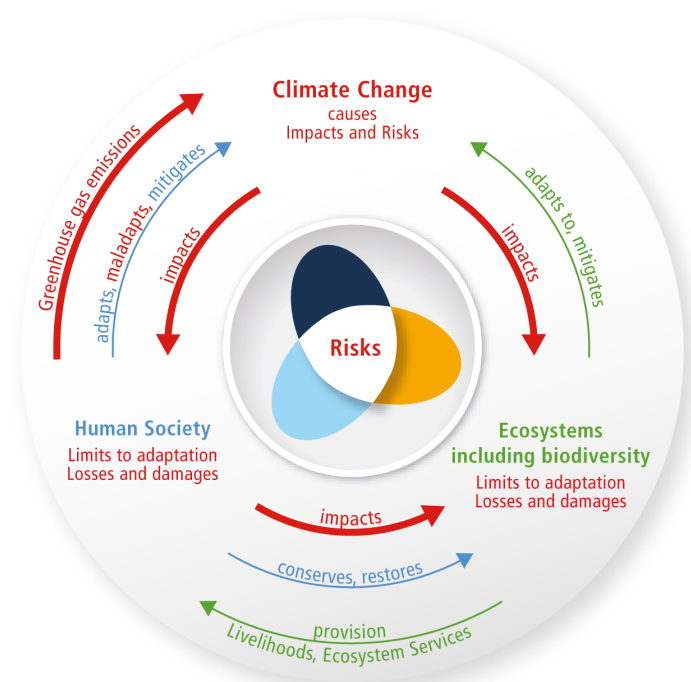 Climate Change
causes
Impacts and Risks
Greenhouse gas emissions
adapts, maladapts, mitigates
impacts
impacts
adapts to, mitigates
Risks
Human Society
Limits to adaptation
Losses and damages
Ecosystems
including biodiversity
Limits to adaptation
Losses and damages
impacts
conserves, restores
provision
Livelihoods, Ecosystem Services